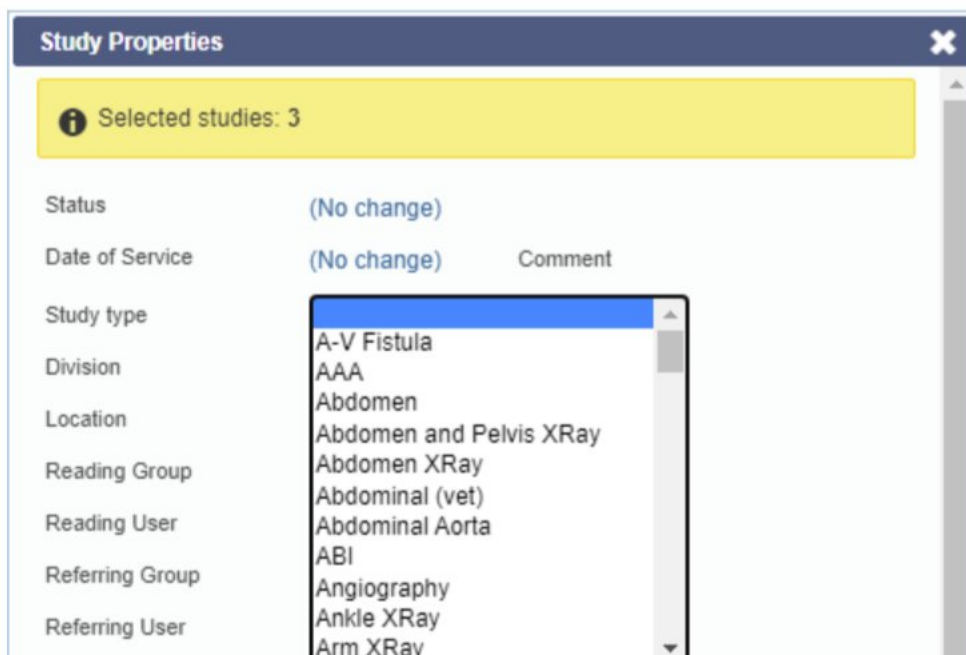 Study Properties
Selected studies: 3
Status (No change)
Date of Service (No change) Comment
Study type
Division
Location
Reading Group
Reading User
Referring Group
Referring User
A-V Fistula
AAA
Abdomen
Abdomen and Pelvis XRay
Abdomen XRay
Abdominal (vet)
Abdominal Aorta
ABI
Angiography
Ankle XRay
Arm XRay